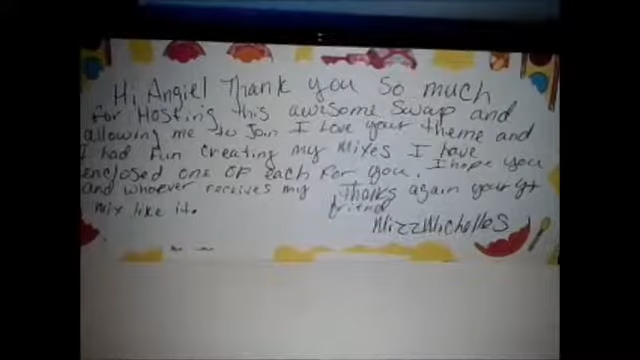 Hi Angie! Thank you so much
for Hosting this awesome swap and
allowing me to Join I Love your theme and
I had fun creating my Mixes I have
enclosed one of each for you. I hope you
and whoever receives my
mix like it.
Thanks again your yt
friend
MizzMichelleS